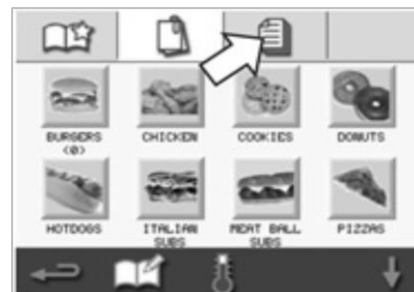 BURGERS CHICKEN COOKIES DONUTS
(0)
HOTDOGS ITALIAN MEAT BALL PIZZAS
SUBS SUBS